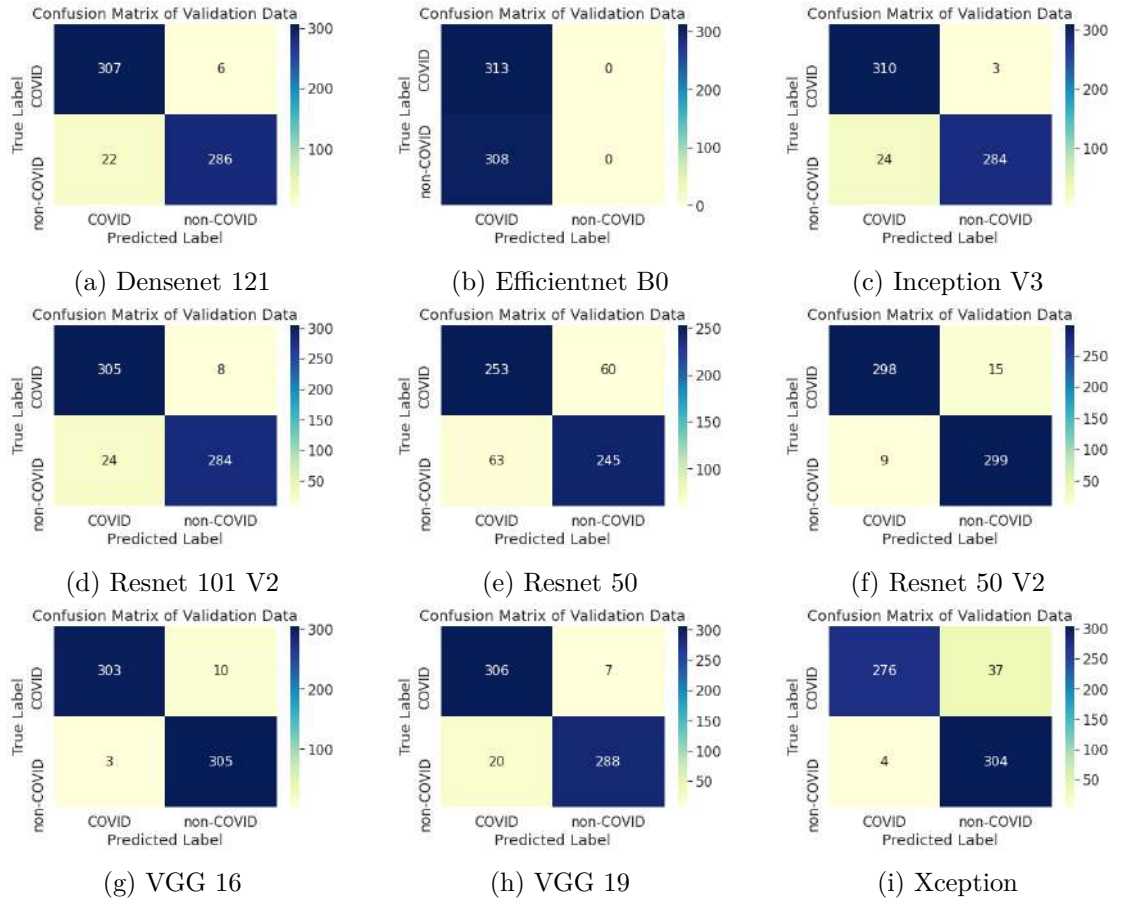 Confusion Matrix of Validation Data
True Label
COVID
non-COVID
307
6
22
286
300
200
100
COVID
non-COVID
Predicted Label
(a) Densenet 121
Confusion Matrix of Validation Data
True Label
COVID
non-COVID
313
0
308
0
300
200
100
0
COVID
non-COVID
Predicted Label
(b) Efficientnet B0
Confusion Matrix of Validation Data
True Label
COVID
non-COVID
310
3
24
284
300
200
100
COVID
non-COVID
Predicted Label
(c) Inception V3
Confusion Matrix of Validation Data
True Label
COVID
non-COVID
305
8
24
284
300
250
200
150
100
50
COVID
non-COVID
Predicted Label
(d) Resnet 101 V2
Confusion Matrix of Validation Data
True Label
COVID
non-COVID
253
60
63
245
250
200
150
100
COVID
non-COVID
Predicted Label
(e) Resnet 50
Confusion Matrix of Validation Data
True Label
COVID
non-COVID
298
15
9
299
250
200
150
100
50
COVID
non-COVID
Predicted Label
(f) Resnet 50 V2
Confusion Matrix of Validation Data
True Label
COVID
non-COVID
303
10
3
305
300
200
100
COVID
non-COVID
Predicted Label
(g) VGG 16
Confusion Matrix of Validation Data
True Label
COVID
non-COVID
306
7
20
288
300
250
200
150
100
50
COVID
non-COVID
Predicted Label
(h) VGG 19
Confusion Matrix of Validation Data
True Label
COVID
non-COVID
276
37
4
304
300
250
200
150
100
50
COVID
non-COVID
Predicted Label
(i) Xception